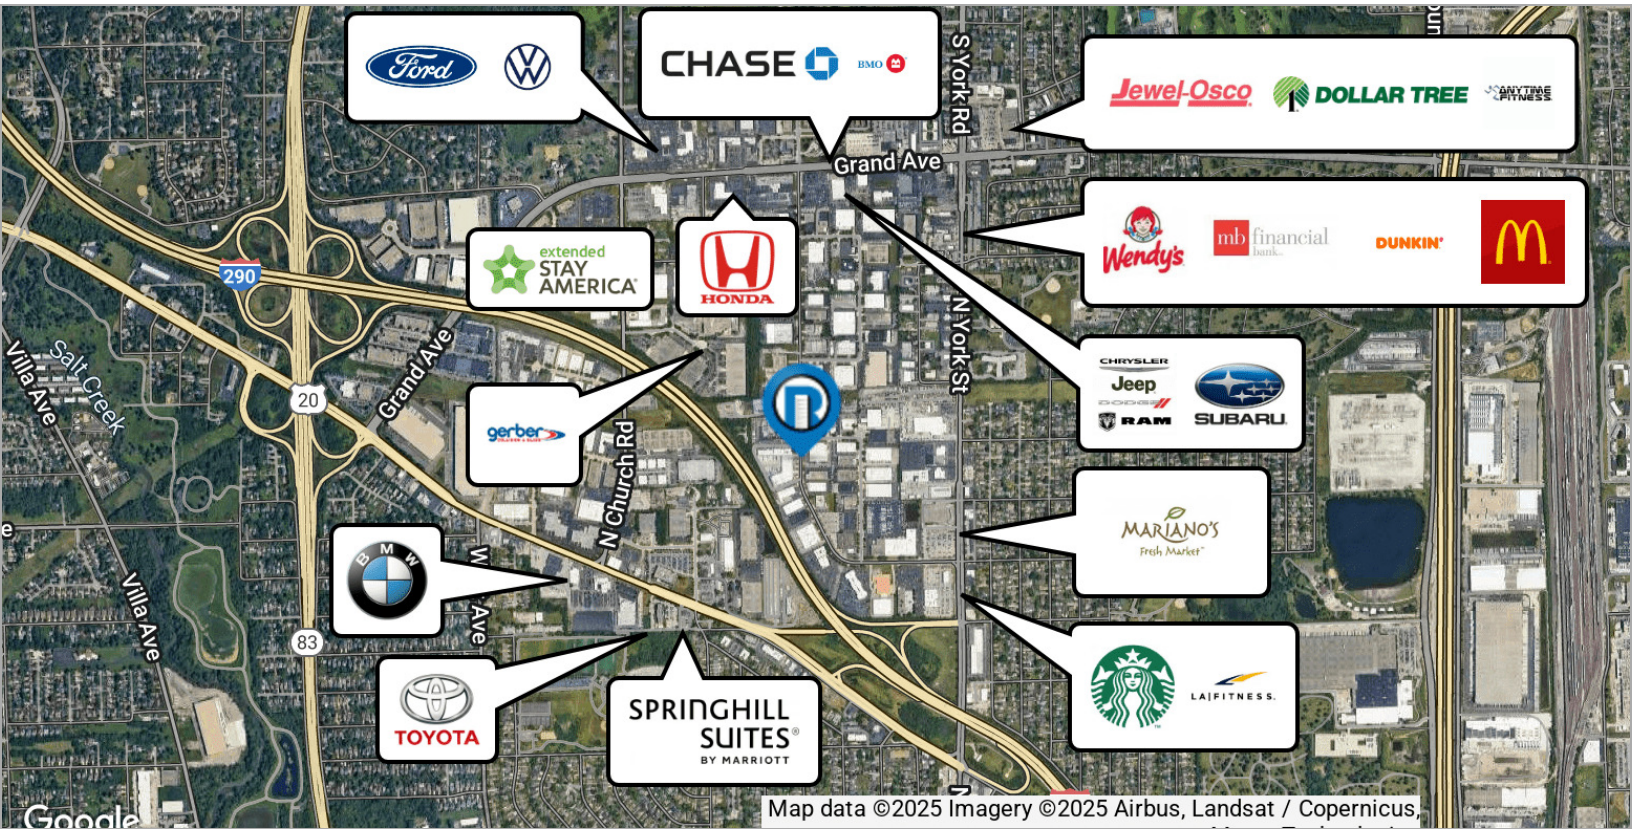 Ford
CHASE
BMO
S York Rd
Jewel-Osco
DOLLAR TREE
ANYTIME
FITNESS
Grand Ave
Wendy's
mb financial
bank
DUNKIN'
extended
STAY
AMERICA
HONDA
290
N York St
Salt Creek
Villa Ave
Grand Ave
20
CHRYSLER
Jeep
DODGE
RAM
SUBARU
gerber
N Church Rd
MARIANO'S
Fresh Market
BMW
Villa Ave
83
TOYOTA
SPRINGHILL
SUITES®
BY MARRIOTT
LA|FITNESS.
Google
Map data ©2025 Imagery ©2025 Airbus, Landsat / Copernicus,